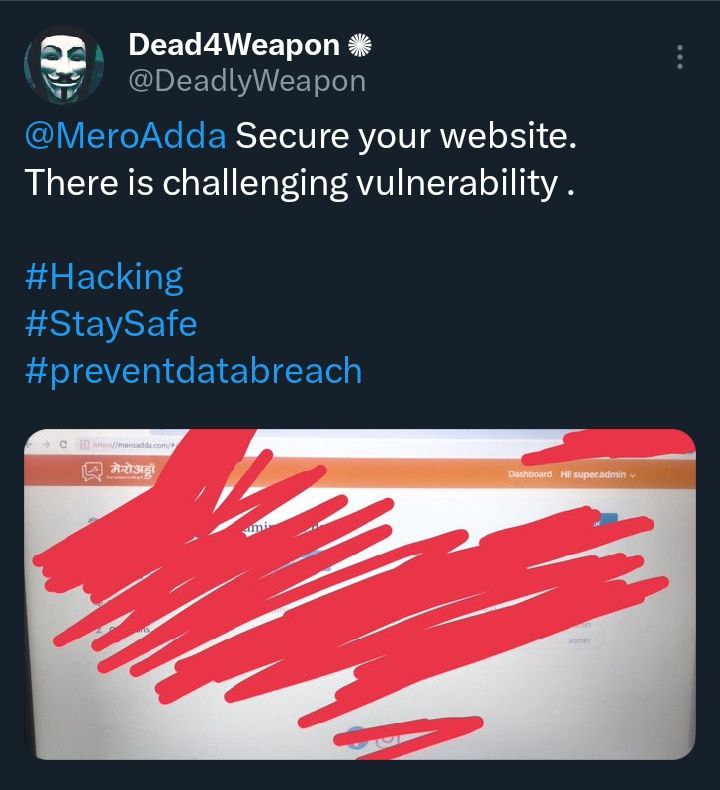 Dead4Weapon
@DeadlyWeapon
@MeroAdda Secure your website.
There is challenging vulnerability .
#Hacking
#StaySafe
#preventdatabreach
https://meroadda.com/#
मेरोअड्डा
Dashboard Hi! super.admin
admin